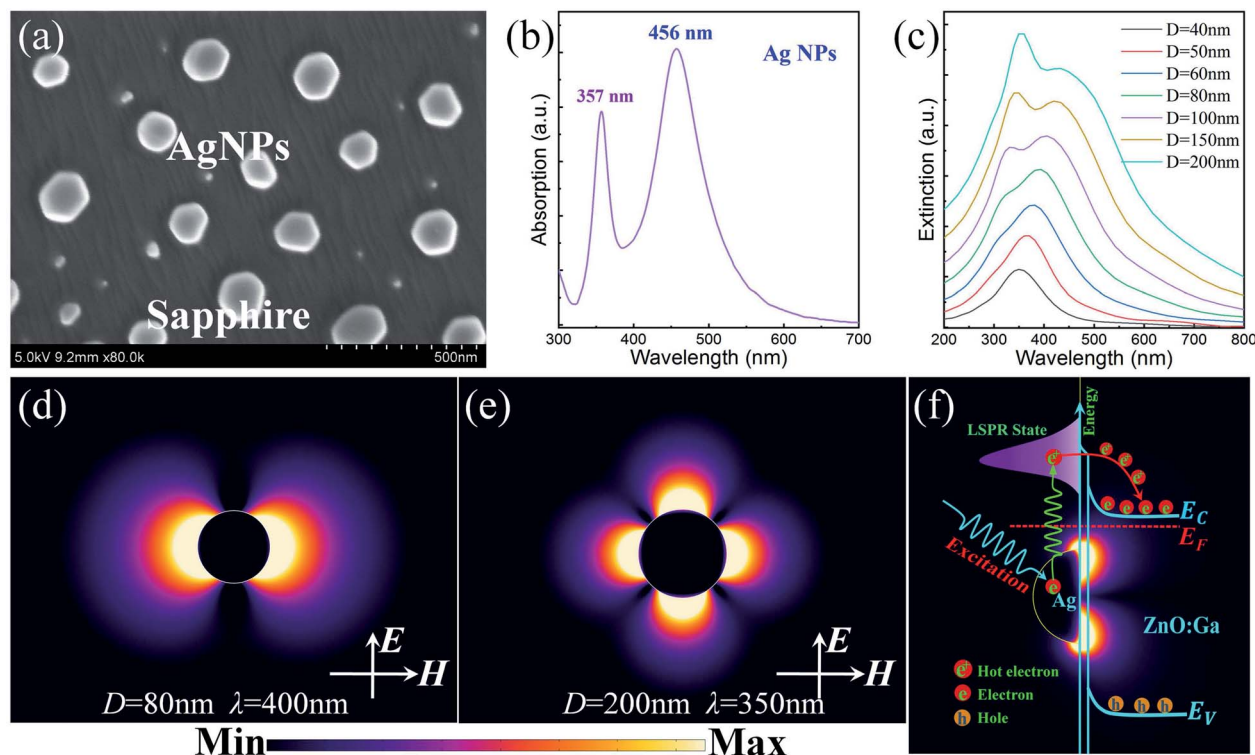 (a)
AgNPs
Sapphire
5.0kV 9.2mm x80.0k
500nm
(b)
456 nm
Ag NPs
357 nm
Absorption (a.u.)
300 400 500 600 700
Wavelength (nm)
(c)
D=40nm
D=50nm
D=60nm
D=80nm
D=100nm
D=150nm
D=200nm
Extinction (a.u.)
200 300 400 500 600 700 800
Wavelength (nm)
(d)
E
H
D=80nm λ=400nm
(e)
E
H
D=200nm λ=350nm
Min
Max
(f)
Energy
LSPR State
e⁺
e⁺
e⁺
e⁺
e e e e
E_C
E_F
Excitation
e
Ag
ZnO:Ga
e⁺ Hot electron
e Electron
h Hole
h h h
E_V